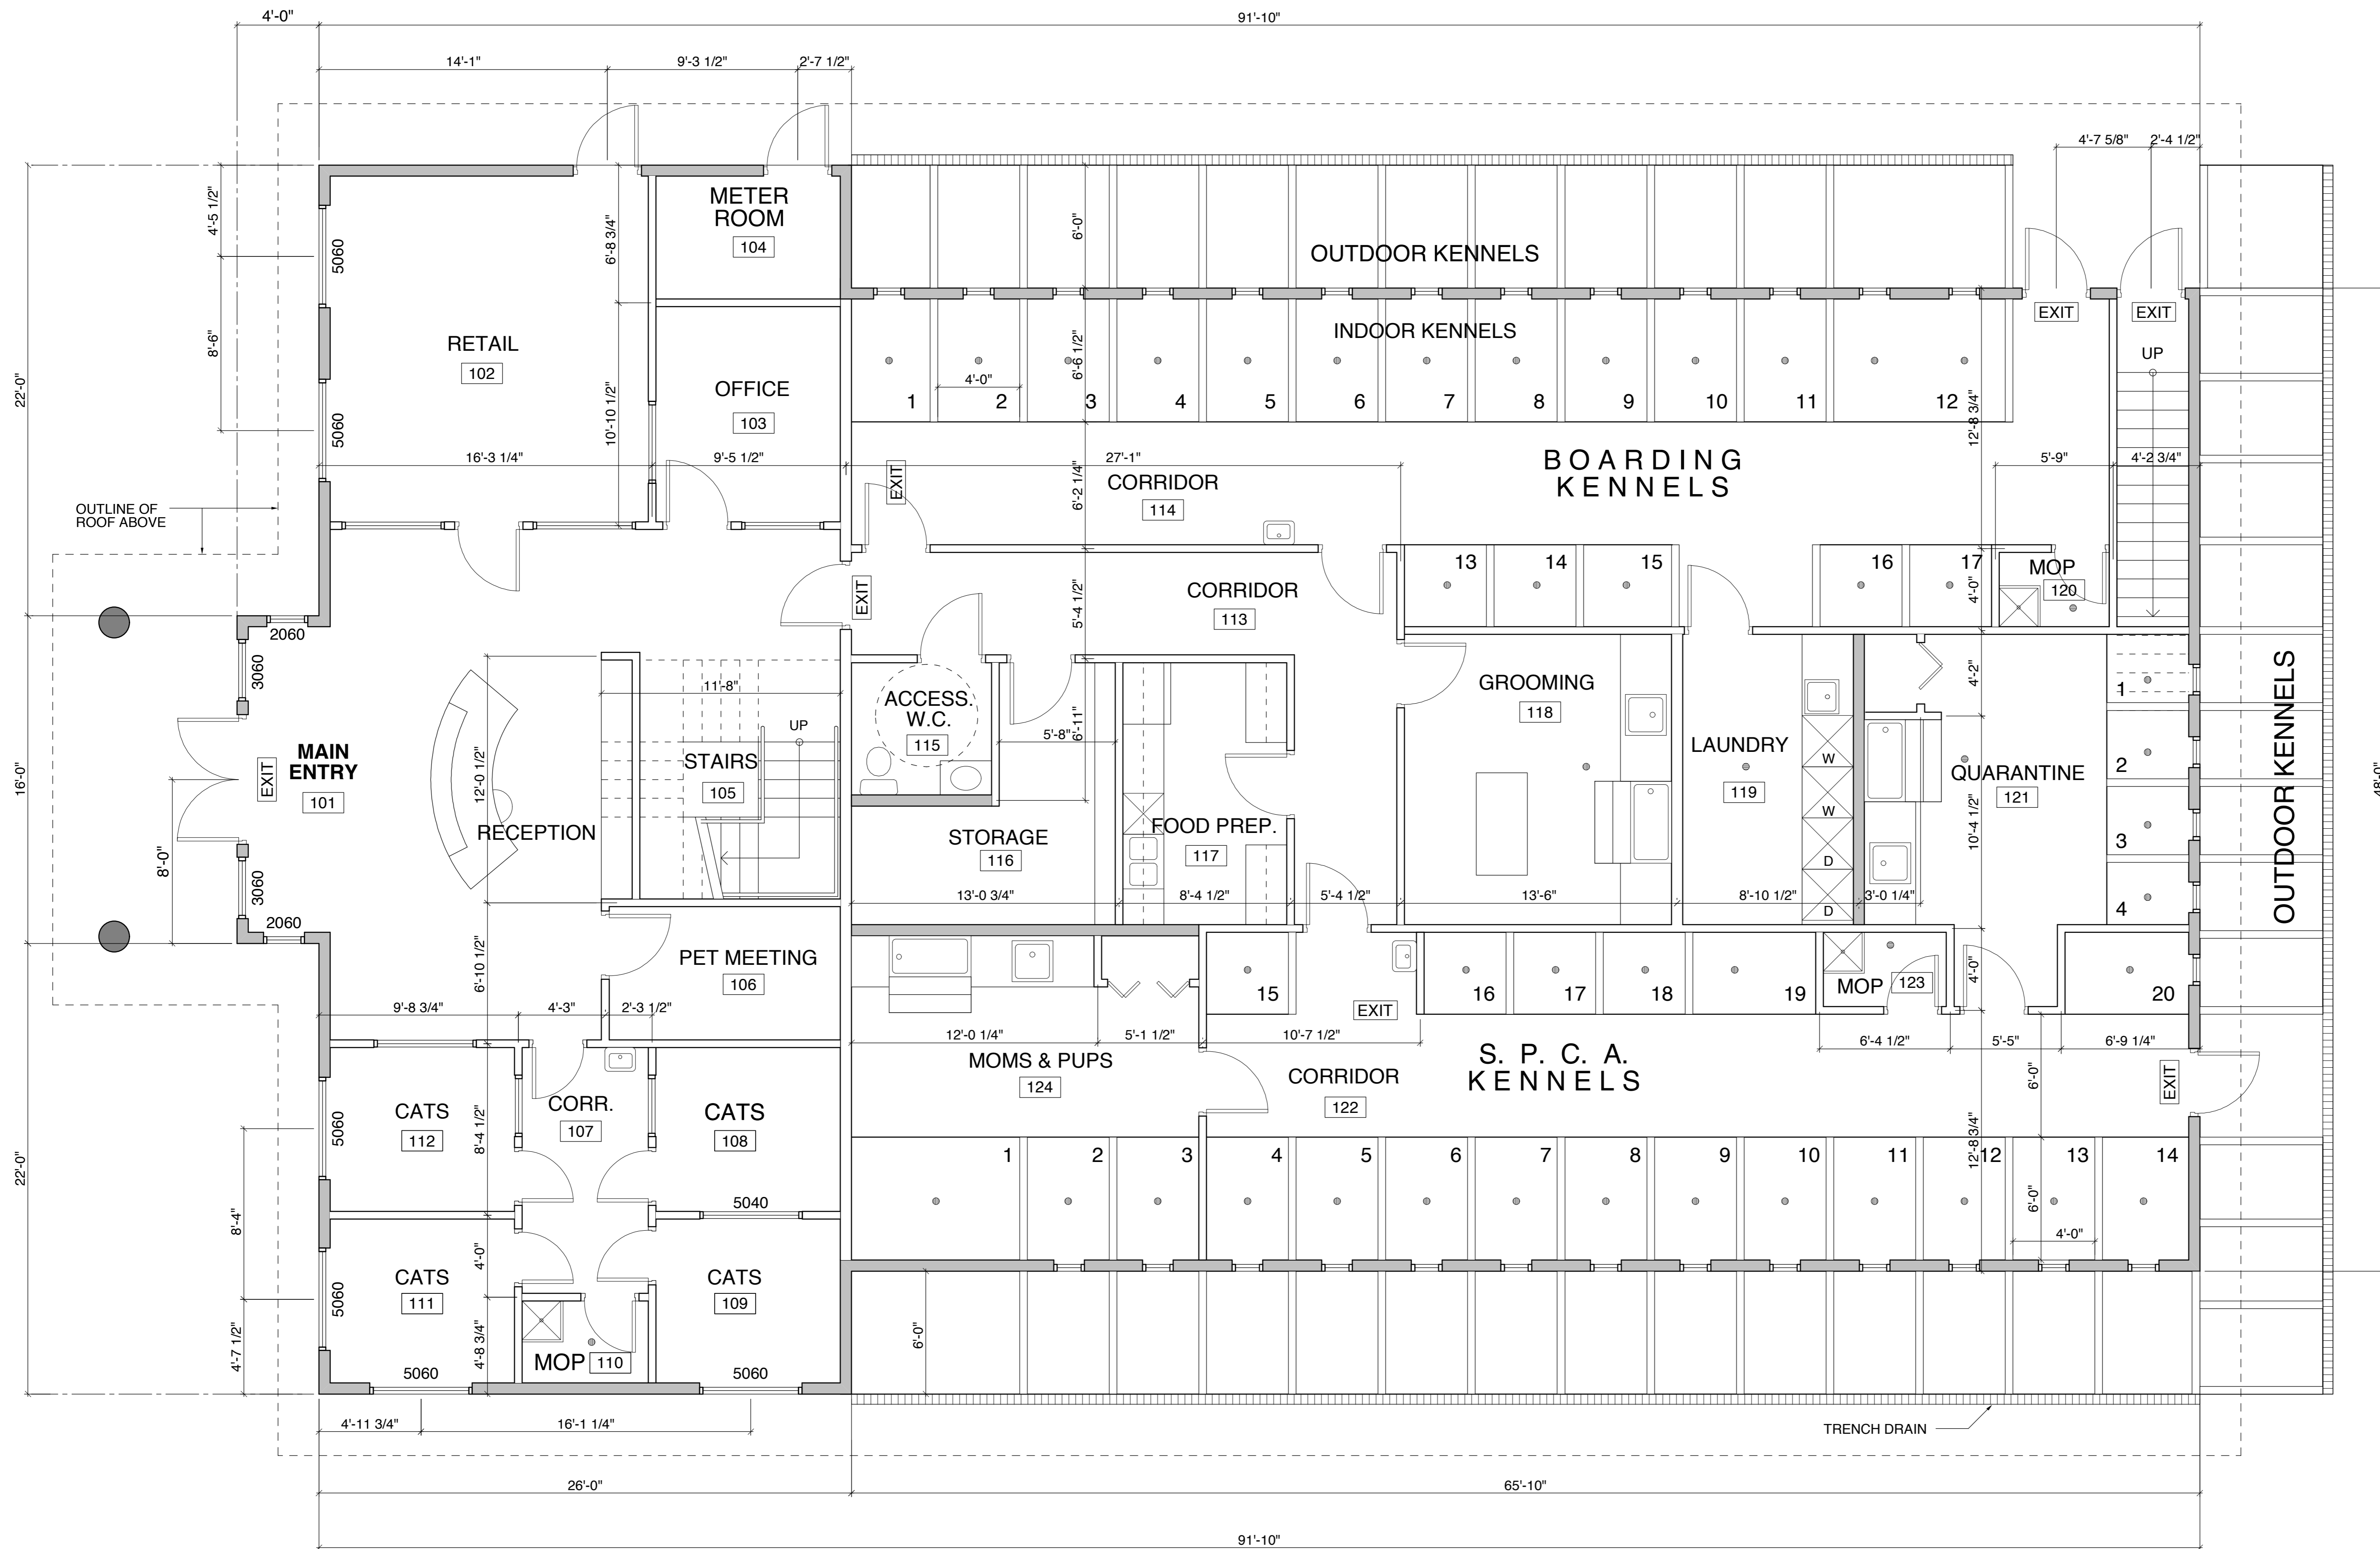 4'-0"
91'-10"
14'-1"
9'-3 1/2"
2'-7 1/2"
4'-7 5/8"
2'-4 1/2"
4'-5 1/2"
8'-6"
22'-0"
5060
5060
METER
ROOM
104
6'-8 3/4"
10'-10 1/2"
RETAIL
102
OFFICE
103
16'-3 1/4"
9'-5 1/2"
27'-1"
6'-0"
OUTDOOR KENNELS
INDOOR KENNELS
6'-6 1/2"
4'-0"
1
2
3
4
5
6
7
8
9
10
11
12
EXIT
EXIT
UP
12'-8 3/4"
5'-9"
4'-2 3/4"
BOARDING
KENNELS
EXIT
6'-2 1/4"
CORRIDOR
114
OUTLINE OF
ROOF ABOVE
13
14
15
16
17
MOP
120
4'-0"
EXIT
5'-4 1/2"
CORRIDOR
113
2060
3060
16'-0"
MAIN
ENTRY
101
EXIT
8'-0"
3060
2060
12'-0 1/2"
RECEPTION
11'-8"
UP
STAIRS
105
ACCESS.
W.C.
115
5'-8"
6'-11"
STORAGE
116
FOOD PREP.
117
GROOMING
118
LAUNDRY
119
W
W
D
D
4'-2"
QUARANTINE
121
10'-4 1/2"
1
2
3
4
OUTDOOR KENNELS
48'-0"
13'-0 3/4"
8'-4 1/2"
5'-4 1/2"
13'-6"
8'-10 1/2"
3'-0 1/4"
6'-10 1/2"
PET MEETING
106
9'-8 3/4"
4'-3"
2'-3 1/2"
15
16
17
18
19
MOP
123
4'-0"
20
EXIT
12'-0 1/4"
5'-1 1/2"
10'-7 1/2"
6'-4 1/2"
5'-5"
6'-9 1/4"
MOMS & PUPS
124
CORRIDOR
122
S. P. C. A.
KENNELS
6'-0"
EXIT
22'-0"
5060
CATS
112
8'-4 1/2"
CORR.
107
CATS
108
5040
12'-8 3/4"
1
2
3
4
5
6
7
8
9
10
11
12
13
14
6'-0"
4'-0"
8'-4"
4'-0"
5060
CATS
111
CATS
109
4'-7 1/2"
4'-8 3/4"
MOP
110
5060
5060
6'-0"
4'-11 3/4"
16'-1 1/4"
TRENCH DRAIN
26'-0"
65'-10"
91'-10"